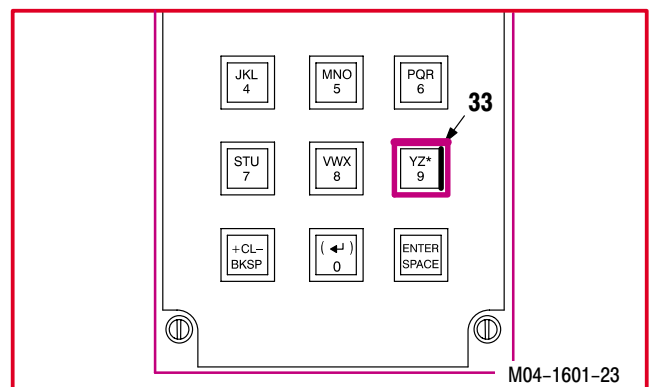 JKL
4
MNO
5
PQR
6
33
STU
7
VWX
8
YZ*
9
+CL–
BKSP
(↵)
0
ENTER
SPACE
M04–1601–23